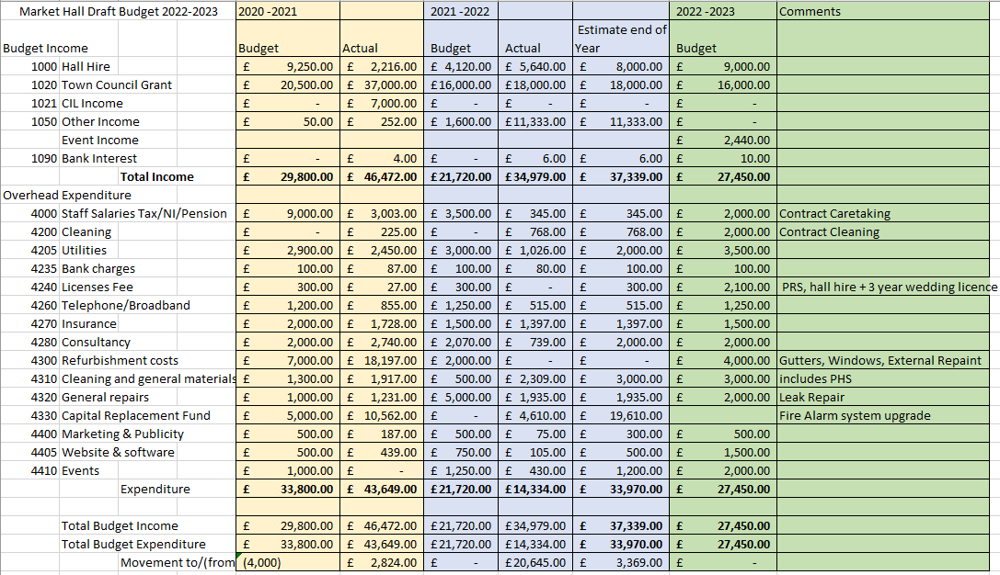 Market Hall Draft Budget 2022-2023 2020 -2021 2021 -2022 2022 -2023 Comments
Budget Income Budget Actual Budget Actual Estimate end of Year Budget
1000 Hall Hire £ 9,250.00 £ 2,216.00 £ 4,120.00 £ 5,640.00 £ 8,000.00 £ 9,000.00
1020 Town Council Grant £ 20,500.00 £ 37,000.00 £16,000.00 £18,000.00 £ 18,000.00 £ 16,000.00
1021 CIL Income £ - £ 7,000.00 £ - £ - £ - £ -
1050 Other Income £ 50.00 £ 252.00 £ 1,600.00 £11,333.00 £ 11,333.00 £ -
Event Income £ 2,440.00
1090 Bank Interest £ - £ 4.00 £ - £ 6.00 £ 6.00 £ 10.00
Total Income £ 29,800.00 £ 46,472.00 £21,720.00 £34,979.00 £ 37,339.00 £ 27,450.00
Overhead Expenditure
4000 Staff Salaries Tax/NI/Pension £ 9,000.00 £ 3,003.00 £ 3,500.00 £ 345.00 £ 345.00 £ 2,000.00 Contract Caretaking
4200 Cleaning £ - £ 225.00 £ - £ 768.00 £ 768.00 £ 2,000.00 Contract Cleaning
4205 Utilities £ 2,900.00 £ 2,450.00 £ 3,000.00 £ 1,026.00 £ 2,000.00 £ 3,500.00
4235 Bank charges £ 100.00 £ 87.00 £ 100.00 £ 80.00 £ 100.00 £ 100.00
4240 Licenses Fee £ 300.00 £ 27.00 £ 300.00 £ - £ 300.00 £ 2,100.00 PRS, hall hire + 3 year wedding licence
4260 Telephone/Broadband £ 1,200.00 £ 855.00 £ 1,250.00 £ 515.00 £ 515.00 £ 1,250.00
4270 Insurance £ 2,000.00 £ 1,728.00 £ 1,500.00 £ 1,397.00 £ 1,397.00 £ 1,500.00
4280 Consultancy £ 2,000.00 £ 2,740.00 £ 2,070.00 £ 739.00 £ 2,000.00 £ 2,000.00
4300 Refurbishment costs £ 7,000.00 £ 18,197.00 £ 2,000.00 £ - £ - £ 4,000.00 Gutters, Windows, External Repaint
4310 Cleaning and general materials £ 1,300.00 £ 1,917.00 £ 500.00 £ 2,309.00 £ 3,000.00 £ 3,000.00 includes PHS
4320 General repairs £ 1,000.00 £ 1,231.00 £ 5,000.00 £ 1,935.00 £ 1,935.00 £ 2,000.00 Leak Repair
4330 Capital Replacement Fund £ 5,000.00 £ 10,562.00 £ - £ 4,610.00 £ 19,610.00 Fire Alarm system upgrade
4400 Marketing & Publicity £ 500.00 £ 187.00 £ 500.00 £ 75.00 £ 300.00 £ 500.00
4405 Website & software £ 500.00 £ 439.00 £ 750.00 £ 105.00 £ 500.00 £ 1,500.00
4410 Events £ 1,000.00 £ - £ 1,250.00 £ 430.00 £ 1,200.00 £ 2,000.00
Expenditure £ 33,800.00 £ 43,649.00 £21,720.00 £14,334.00 £ 33,970.00 £ 27,450.00
Total Budget Income £ 29,800.00 £ 46,472.00 £21,720.00 £34,979.00 £ 37,339.00 £ 27,450.00
Total Budget Expenditure £ 33,800.00 £ 43,649.00 £21,720.00 £14,334.00 £ 33,970.00 £ 27,450.00
Movement to/(from (4,000) £ 2,824.00 £ - £20,645.00 £ 3,369.00 £ -